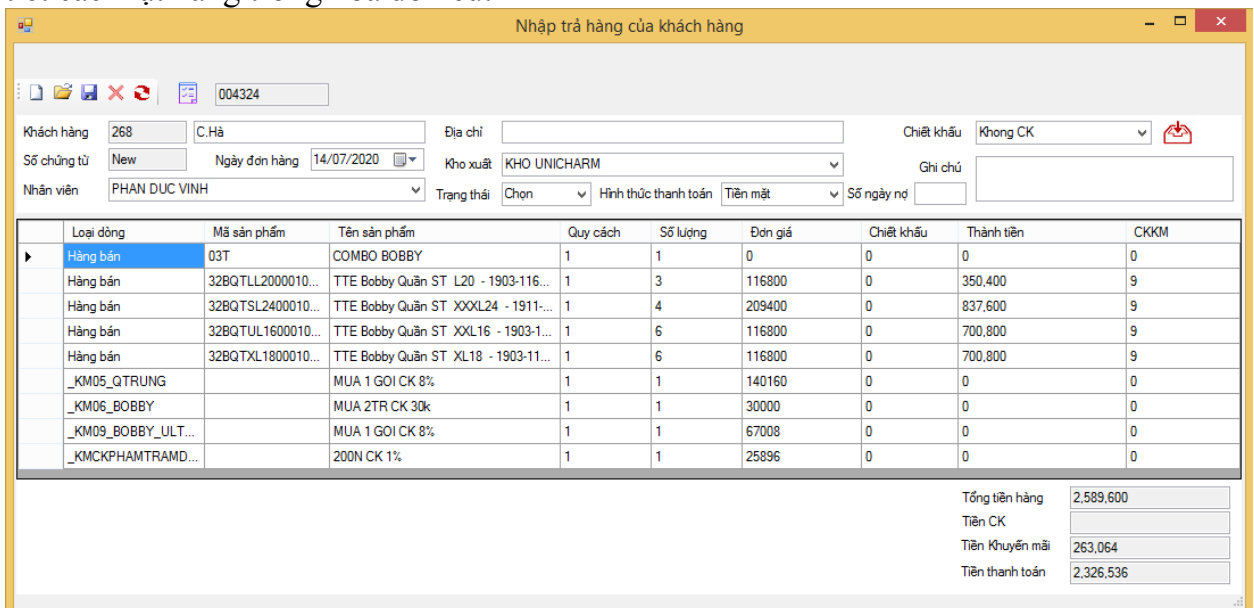 Nhập trả hàng của khách hàng
004324
Khách hàng 268 C.Hà Địa chỉ Chiết khấu Khong CK
Số chứng từ New Ngày đơn hàng 14/07/2020 Kho xuất KHO UNICHARM Ghi chú
Nhân viên PHAN DUC VINH Trạng thái Chọn Hình thức thanh toán Tiền mặt Số ngày nợ
Loại dòng Mã sản phẩm Tên sản phẩm Quy cách Số lượng Đơn giá Chiết khấu Thành tiền CKKM
Hàng bán 03T COMBO BOBBY 1 1 0 0 0 0
Hàng bán 32BQTLL2000010... TTE Bobby Quần ST L20 - 1903-116... 1 3 116800 0 350,400 9
Hàng bán 32BQTSL2400010... TTE Bobby Quần ST XXXL24 - 1911-... 1 4 209400 0 837,600 9
Hàng bán 32BQTUL1600010... TTE Bobby Quần ST XXL16 - 1903-1... 1 6 116800 0 700,800 9
Hàng bán 32BQTXL1800010... TTE Bobby Quần ST XL18 - 1903-11... 1 6 116800 0 700,800 9
_KM05_QTRUNG MUA 1 GOI CK 8% 1 1 140160 0 0 0
_KM06_BOBBY MUA 2TR CK 30k 1 1 30000 0 0 0
_KM09_BOBBY_ULT... MUA 1 GOI CK 8% 1 1 67008 0 0 0
_KMCKPHAMTRAMD... 200N CK 1% 1 1 25896 0 0 0
Tổng tiền hàng 2,589,600
Tiền CK
Tiền Khuyến mãi 263,064
Tiền thanh toán 2,326,536